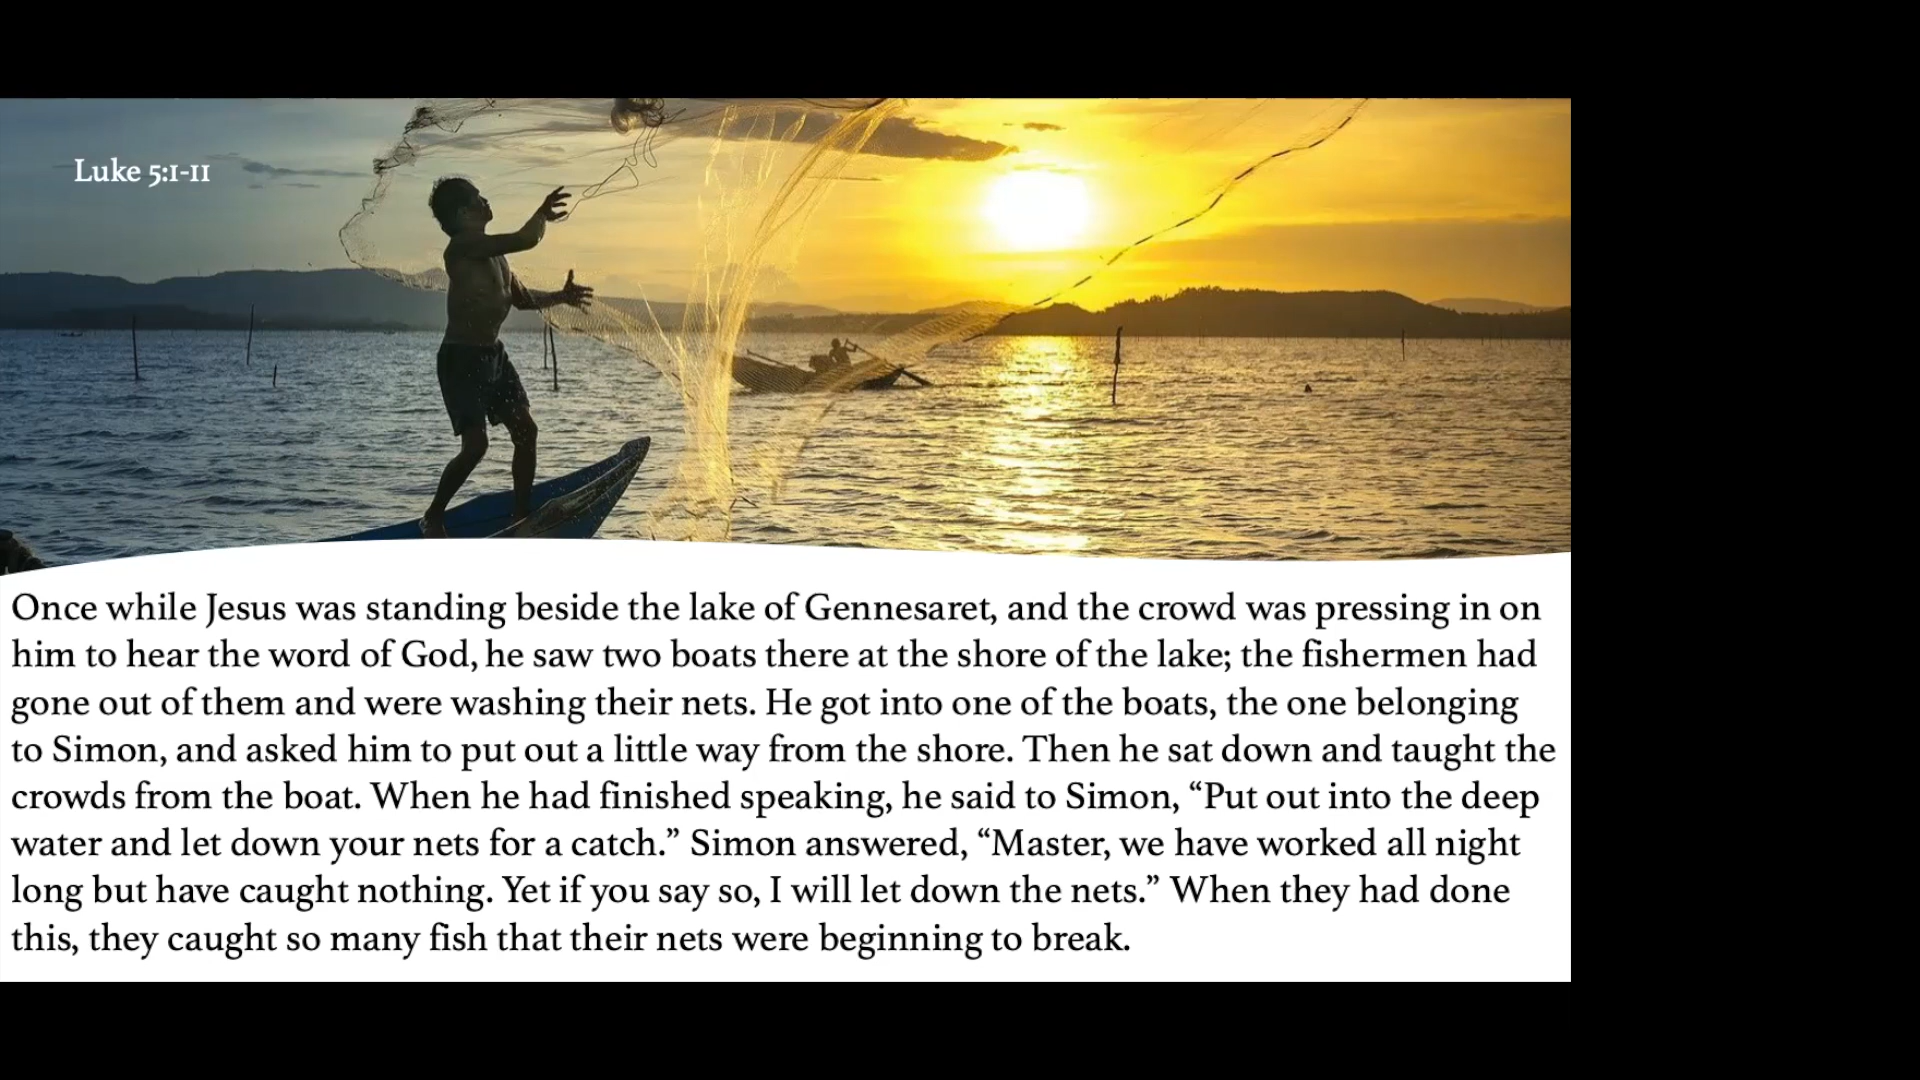 Luke 5:1-11
Once while Jesus was standing beside the lake of Gennesaret, and the crowd was pressing in on
him to hear the word of God, he saw two boats there at the shore of the lake; the fishermen had
gone out of them and were washing their nets. He got into one of the boats, the one belonging
to Simon, and asked him to put out a little way from the shore. Then he sat down and taught the
crowds from the boat. When he had finished speaking, he said to Simon, “Put out into the deep
water and let down your nets for a catch.” Simon answered, “Master, we have worked all night
long but have caught nothing. Yet if you say so, I will let down the nets.” When they had done
this, they caught so many fish that their nets were beginning to break.